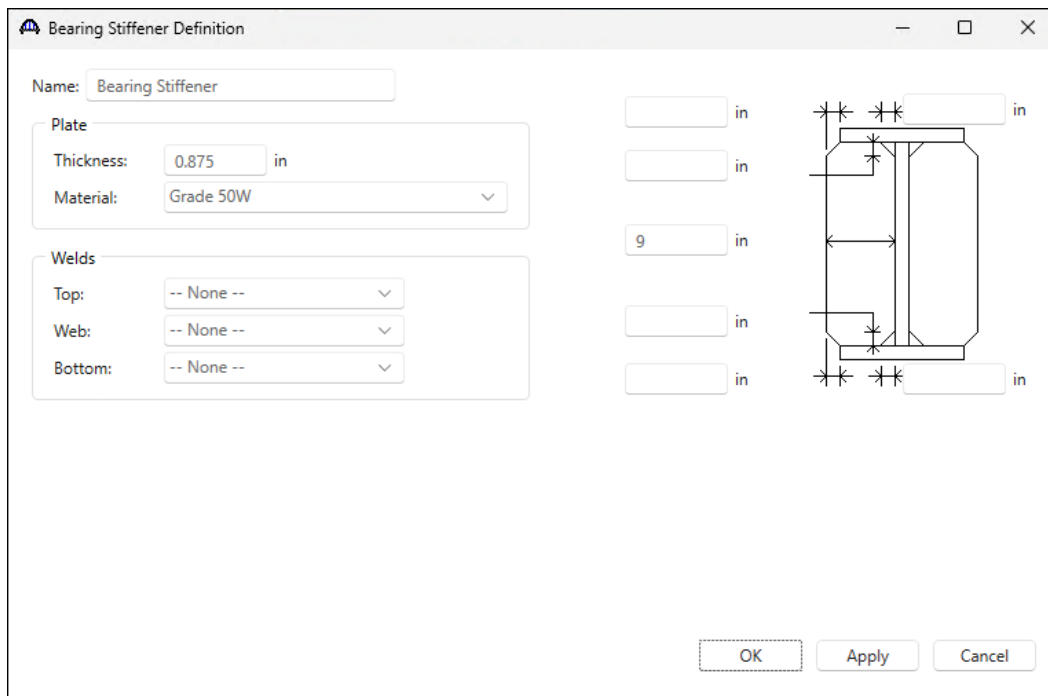 Bearing Stiffener Definition
Name: Bearing Stiffener
Plate
Thickness: 0.875 in
Material: Grade 50W
Welds
Top: -- None --
Web: -- None --
Bottom: -- None --
in
in
in
9 in
in
in
in
OK Apply Cancel